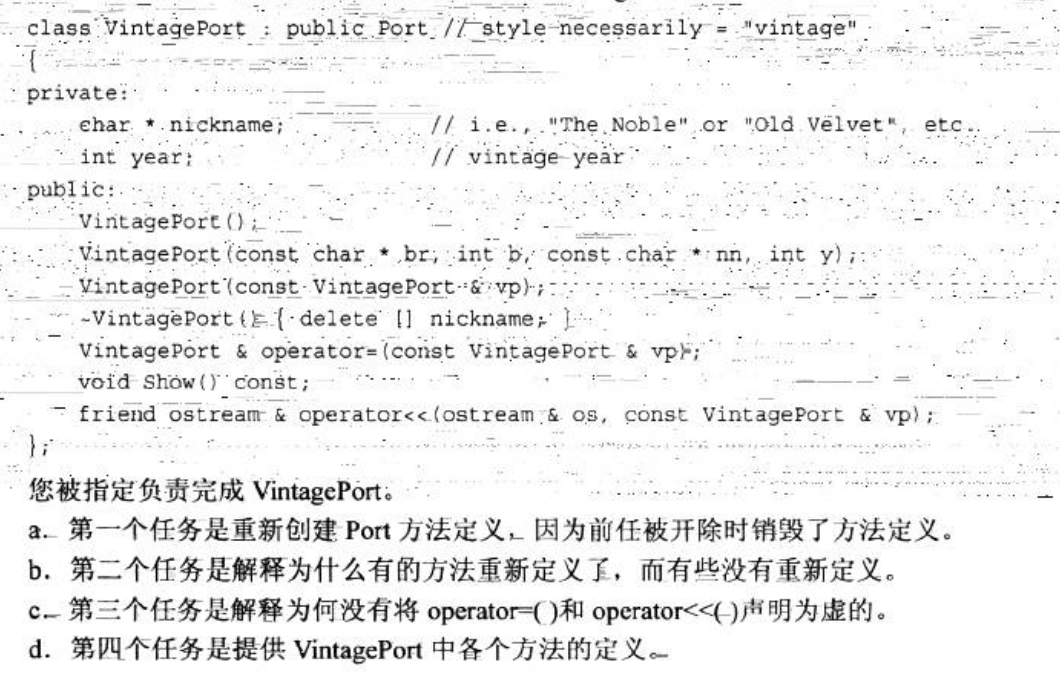 class VintagePort : public Port // style necessarily = "vintage"
{
private:
char * nickname; // i.e., "The Noble" or "Old Velvet", etc.
int year; // vintage year
public:
VintagePort();
VintagePort(const char * br, int b, const char * nn, int y);
VintagePort(const VintagePort & vp);
~VintagePort() { delete [] nickname; }
VintagePort & operator=(const VintagePort & vp);
void Show() const;
friend ostream & operator<<(ostream & os, const VintagePort & vp);
};
您被指定负责完成 VintagePort。
a. 第一个任务是重新创建 Port 方法定义，因为前任被开除时销毁了方法定义。
b. 第二个任务是解释为什么有的方法重新定义了，而有些没有重新定义。
c. 第三个任务是解释为何没有将 operator=( )和 operator<<( )声明为虚的。
d. 第四个任务是提供 VintagePort 中各个方法的定义。